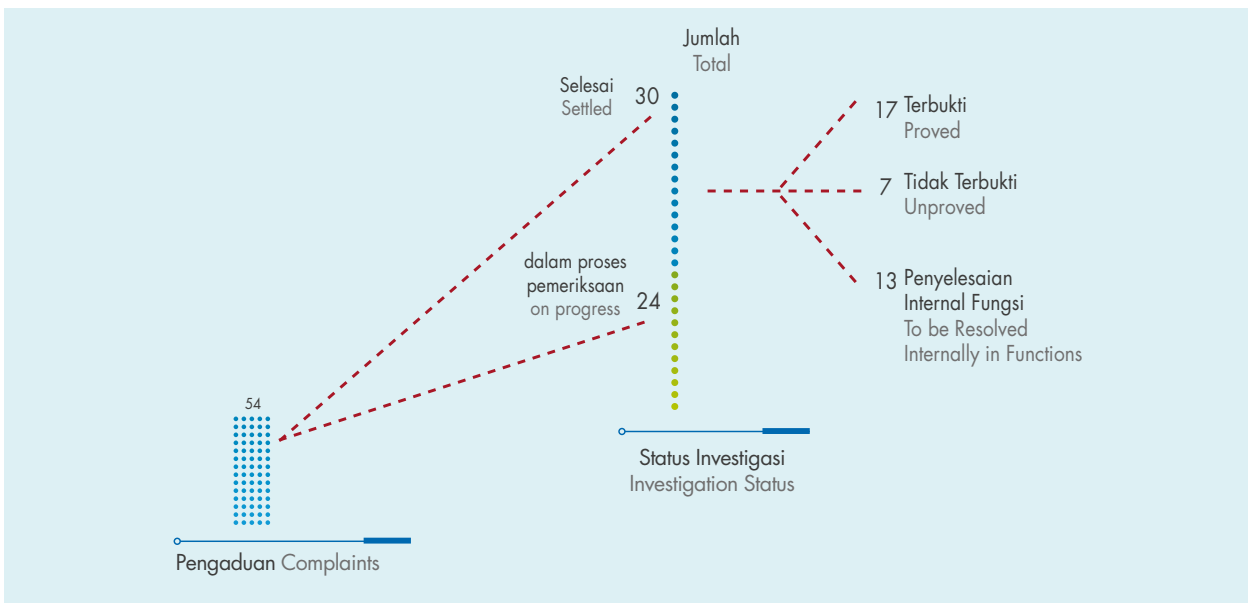 Jumlah
Total
Selesai
Settled
30
17 Terbukti
Proved
7 Tidak Terbukti
Unproved
dalam proses
pemeriksaan
on progress
24
13 Penyelesaian
Internal Fungsi
To be Resolved
Internally in Functions
54
Status Investigasi
Investigation Status
Pengaduan Complaints